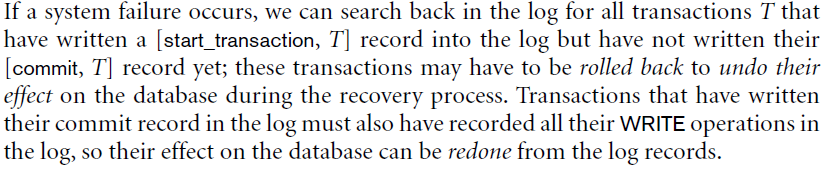 If a system failure occurs, we can search back in the log for all transactions T that
have written a [start_transaction, T] record into the log but have not written their
[commit, T] record yet; these transactions may have to be rolled back to undo their
effect on the database during the recovery process. Transactions that have written
their commit record in the log must also have recorded all their WRITE operations in
the log, so their effect on the database can be redone from the log records.